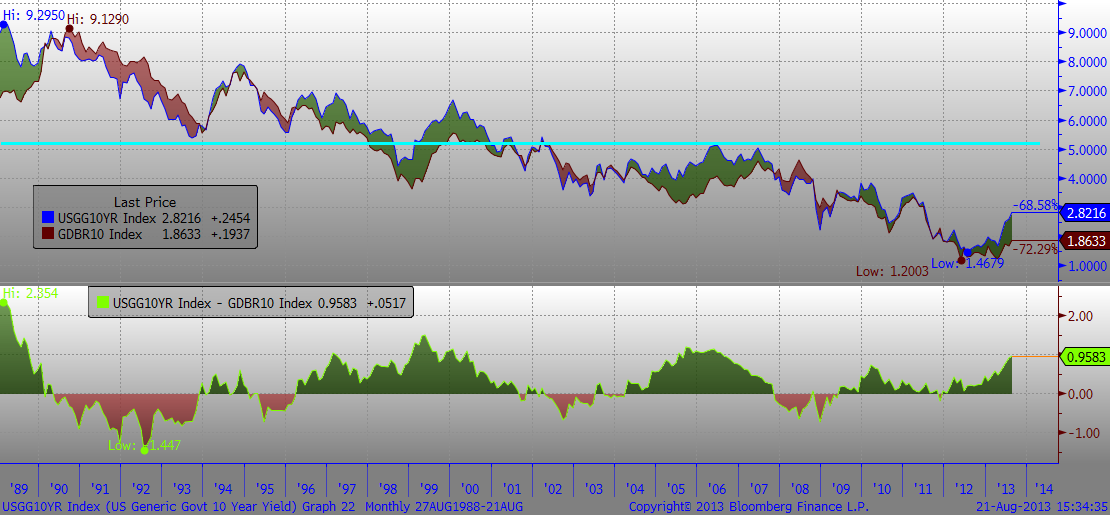 Hi: 9.2950
Hi: 9.1290
9.0000
8.0000
7.0000
6.0000
5.0000
4.0000
Last Price
USGG10YR Index 2.8216 +.2454
GDBR10 Index 1.8633 +.1937
-68.58%
2.8216
1.8633
-72.29%
Low: 1.4679
Low: 1.2003
1.0000
Hi: 2.354
USGG10YR Index - GDBR10 Index 0.9583 +.0517
2.00
0.9583
0.00
-1.00
Low: -1.447
'89 '90 '91 '92 '93 '94 '95 '96 '97 '98 '99 '00 '01 '02 '03 '04 '05 '06 '07 '08 '09 '10 '11 '12 '13 '14
USGG10YR Index (US Generic Govt 10 Year Yield) Graph 22 Monthly 27AUG1988-21AUG Copyright© 2013 Bloomberg Finance L.P. 21-Aug-2013 15:34:35